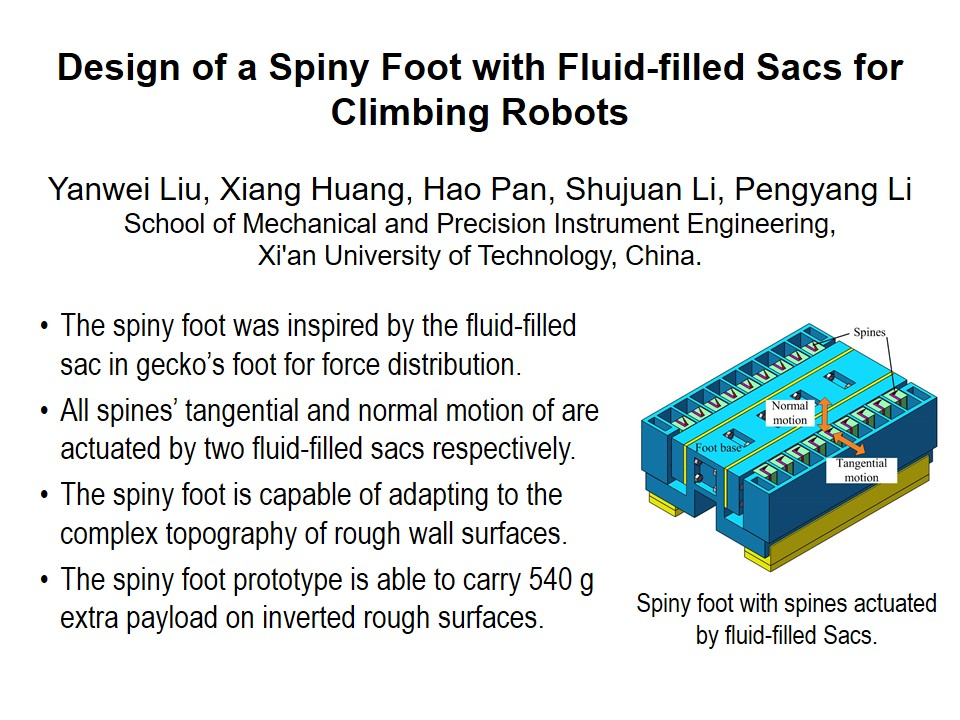 Design of a Spiny Foot with Fluid-filled Sacs for
Climbing Robots
Yanwei Liu, Xiang Huang, Hao Pan, Shujuan Li, Pengyang Li
School of Mechanical and Precision Instrument Engineering,
Xi'an University of Technology, China.
• The spiny foot was inspired by the fluid-filled
sac in gecko’s foot for force distribution.
• All spines’ tangential and normal motion of are
actuated by two fluid-filled sacs respectively.
• The spiny foot is capable of adapting to the
complex topography of rough wall surfaces.
• The spiny foot prototype is able to carry 540 g
extra payload on inverted rough surfaces.
Spines
Normal
motion
Foot base
Tangential
motion
Spiny foot with spines actuated
by fluid-filled Sacs.